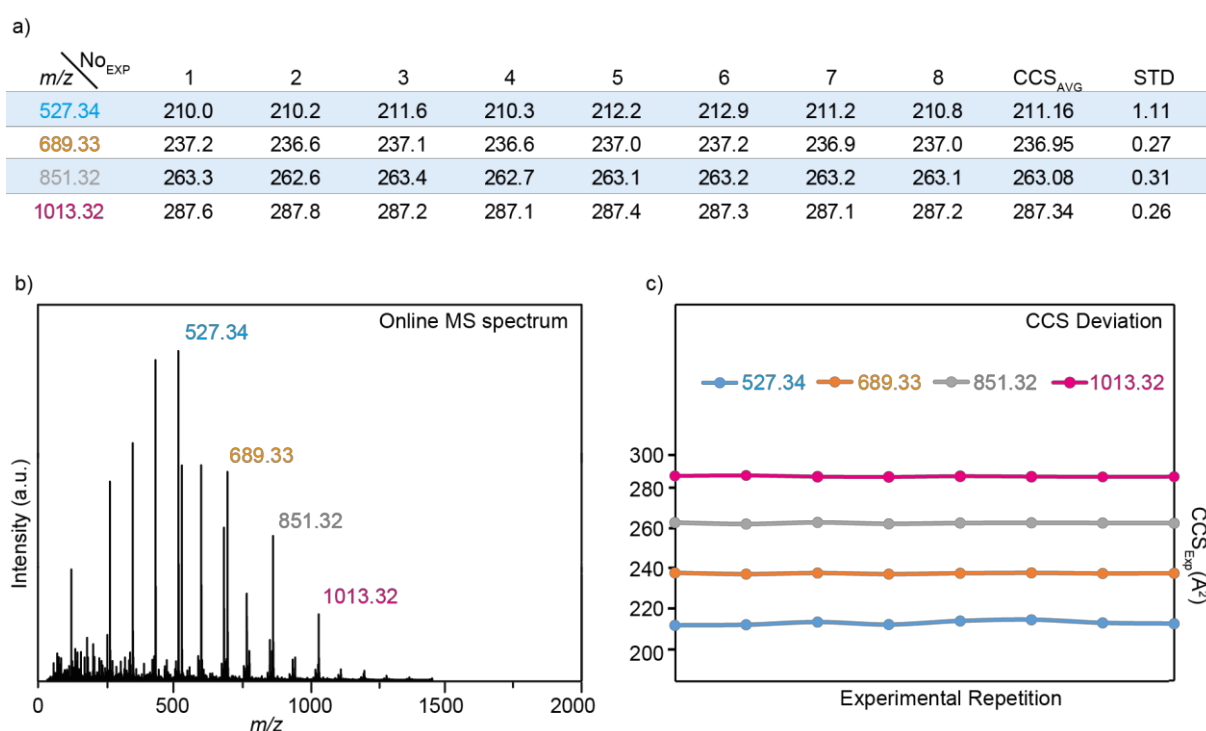 a)
No_EXP
m/z 1 2 3 4 5 6 7 8 CCS_AVG STD
527.34 210.0 210.2 211.6 210.3 212.2 212.9 211.2 210.8 211.16 1.11
689.33 237.2 236.6 237.1 236.6 237.0 237.2 236.9 237.0 236.95 0.27
851.32 263.3 262.6 263.4 262.7 263.1 263.2 263.2 263.1 263.08 0.31
1013.32 287.6 287.8 287.2 287.1 287.4 287.3 287.1 287.2 287.34 0.26
b)
Online MS spectrum
527.34
689.33
851.32
1013.32
Intensity (a.u.)
0 500 1000 1500 2000
m/z
c)
CCS Deviation
527.34 689.33 851.32 1013.32
300
280
260
240
220
200
CCS_Exp (A²)
Experimental Repetition